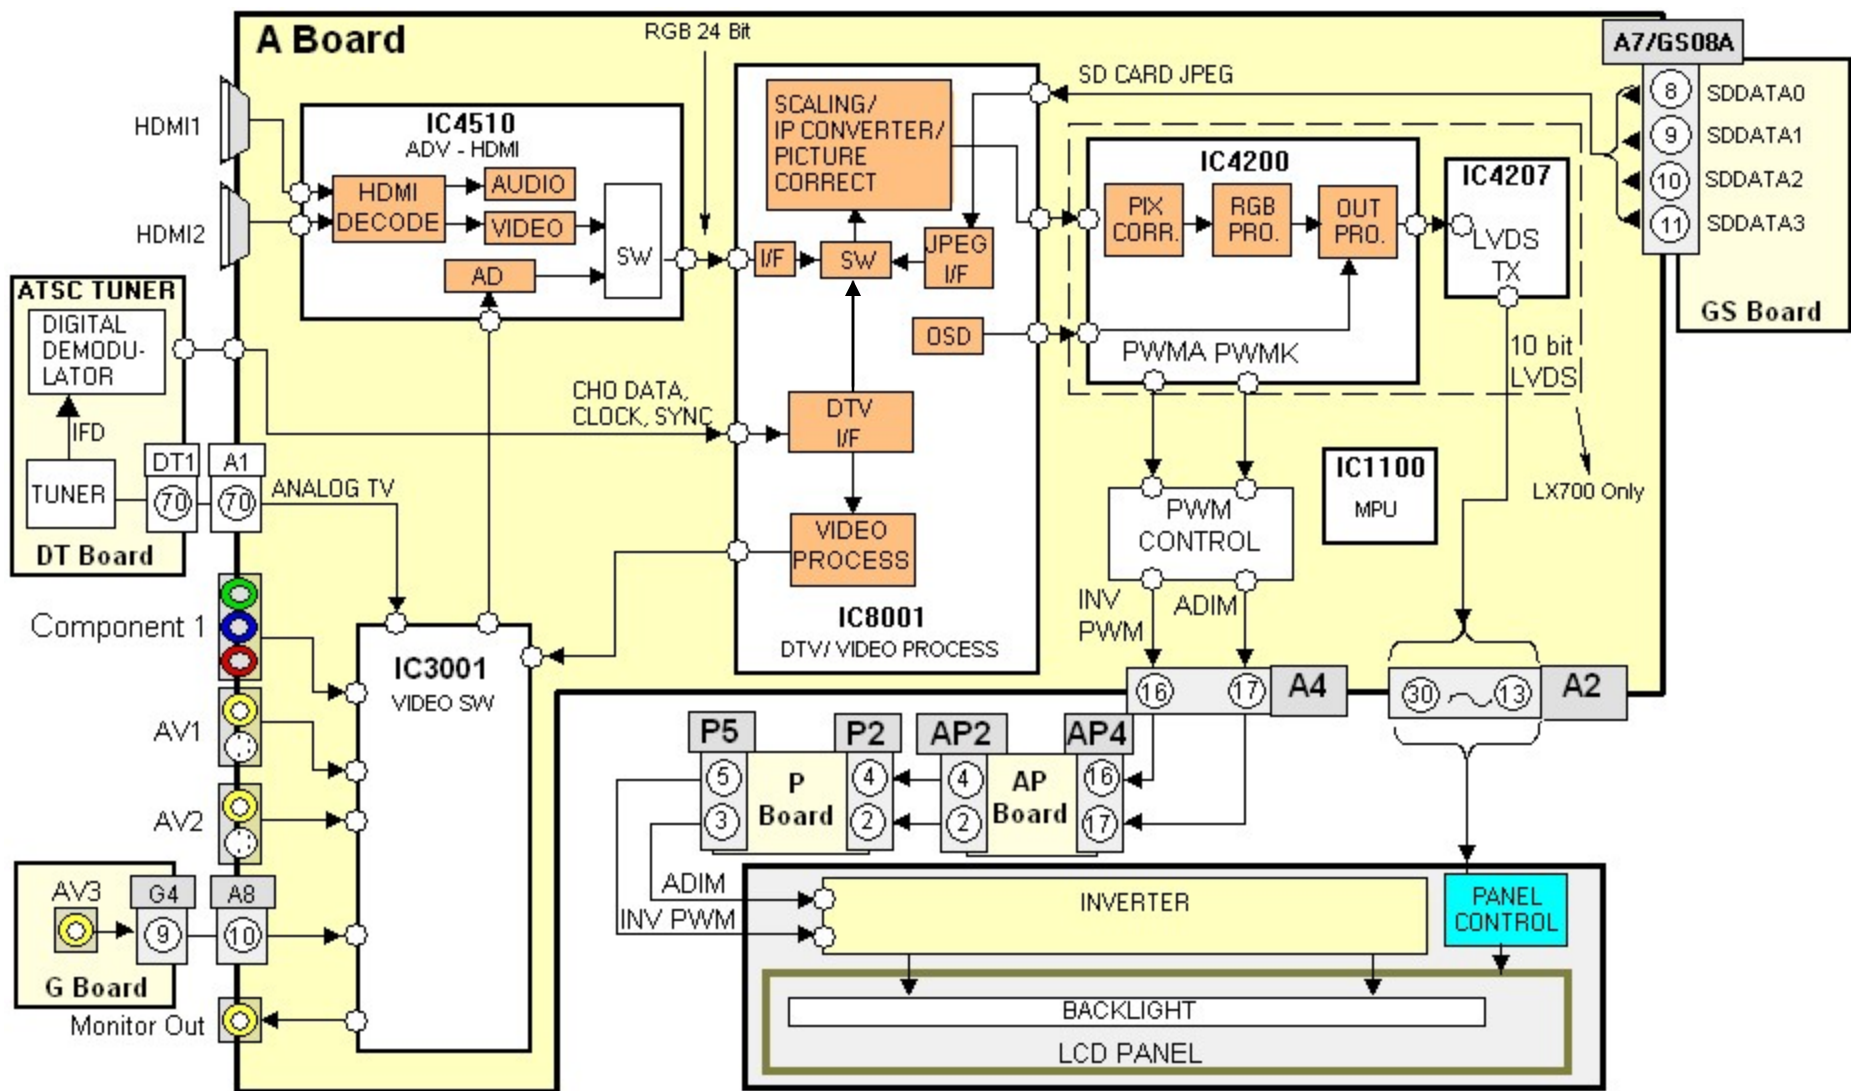 A Board
RGB 24 Bit
A7/GS08A
SD CARD JPEG
8
SDDATA0
9
SDDATA1
10
SDDATA2
11
SDDATA3
GS Board
HDMI1
HDMI2
IC4510
ADV - HDMI
HDMI
DECODE
AUDIO
VIDEO
AD
SW
SCALING/
IP CONVERTER/
PICTURE
CORRECT
I/F
SW
JPEG
I/F
OSD
DTV
I/F
VIDEO
PROCESS
IC8001
DTV/ VIDEO PROCESS
IC4200
PIX
CORR.
RGB
PRO.
OUT
PRO.
PWMA
PWMK
IC4207
LVDS
TX
10 bit
LVDS
LX700 Only
IC1100
MPU
PWM
CONTROL
INV
PWM
ADIM
ATSC TUNER
DIGITAL
DEMODU-
LATOR
IFD
TUNER
DT1
70
A1
70
DT Board
ANALOG TV
CHO DATA,
CLOCK, SYNC
Component 1
AV1
AV2
IC3001
VIDEO SW
AV3
G4
9
A8
10
G Board
Monitor Out
16
17
A4
30
13
A2
P5
5
3
P
Board
P2
4
2
AP2
4
2
AP
Board
AP4
16
17
ADIM
INV PWM
INVERTER
PANEL
CONTROL
BACKLIGHT
LCD PANEL